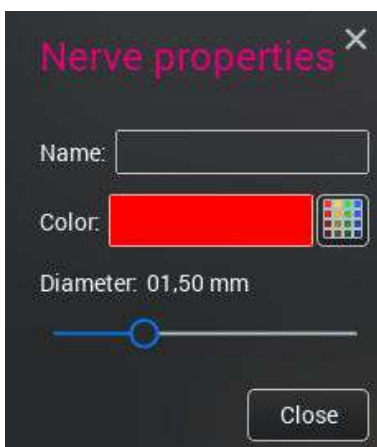 Nerve properties
Name:
Color:
Diameter: 01,50 mm
Close